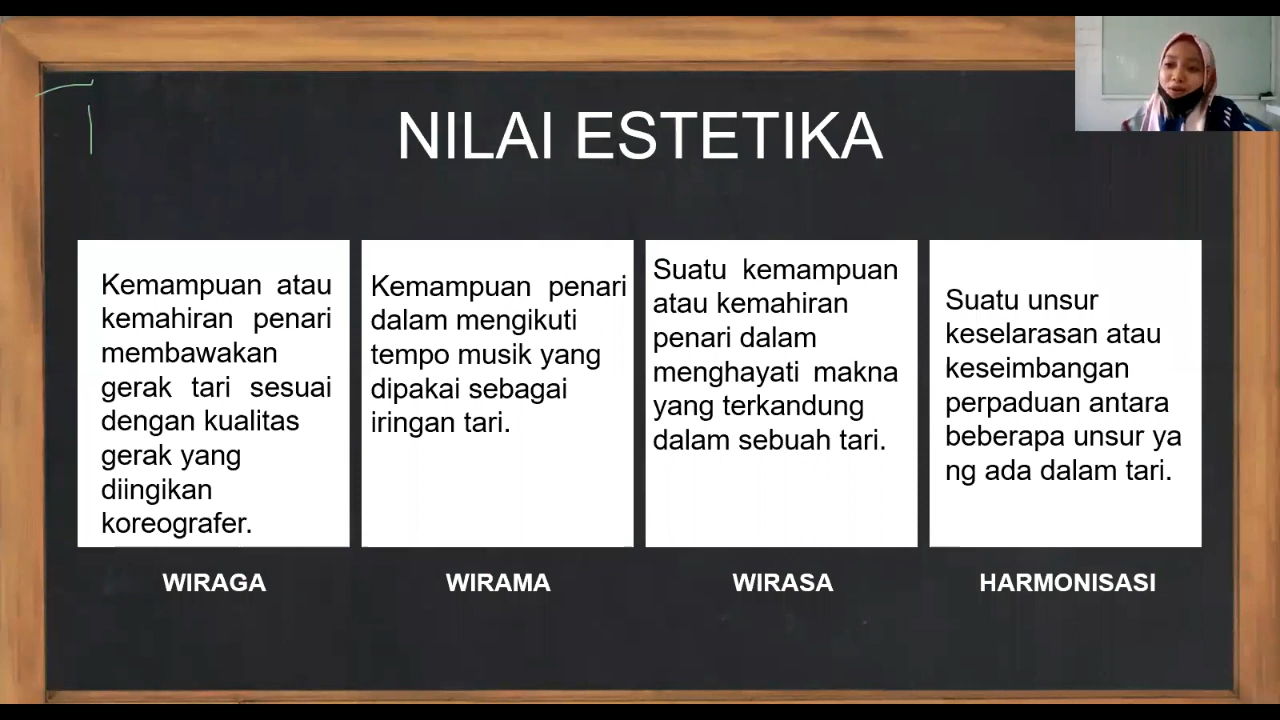 NILAI ESTETIKA
Kemampuan atau
kemahiran penari
membawakan
gerak tari sesuai
dengan kualitas
gerak yang
diingikan
koreografer.
WIRAGA
Kemampuan penari
dalam mengikuti
tempo musik yang
dipakai sebagai
iringan tari.
WIRAMA
Suatu kemampuan
atau kemahiran
penari dalam
menghayati makna
yang terkandung
dalam sebuah tari.
WIRASA
Suatu unsur
keselarasan atau
keseimbangan
perpaduan antara
beberapa unsur ya
ng ada dalam tari.
HARMONISASI